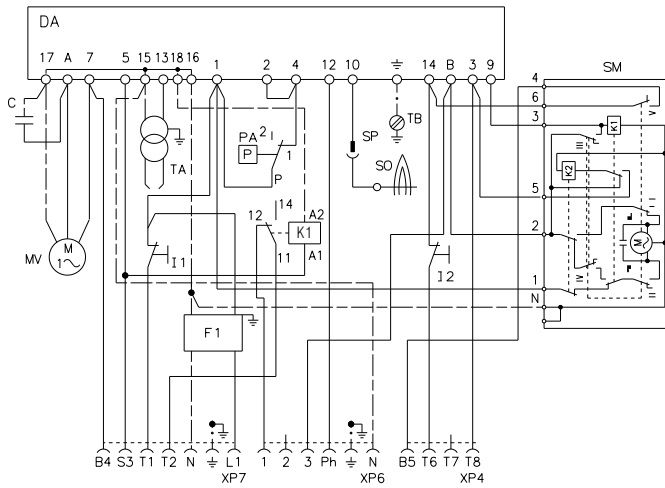 DA
17 A 7 5 15 13 18 16 1 2 4 12 10 14 B 3 9
SM
C
4
6
3
V
K1
III
K2
5
2
I
M
IV
II
1
N
PA
P
2
1
P
SP
TB
SO
TA
14
12
11
A2
K1
A1
MV
M
1~
I1
I2
F1
B4 S3 T1 T2 N L1 1 2 3 Ph N B5 T6 T7 T8
XP7 XP6 XP4